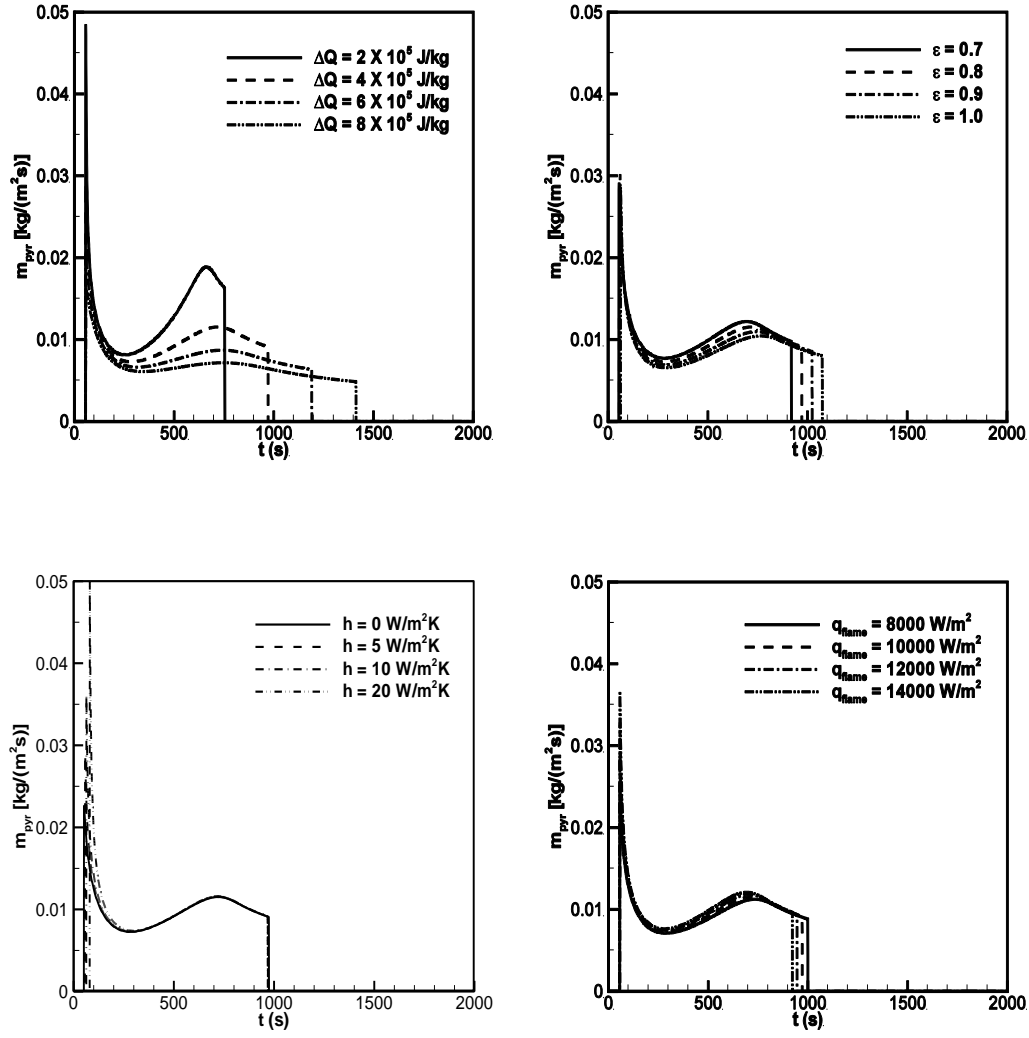 0.05
0.04
0.03
0.02
0.01
0
m_pyr [kg/(m²s)]
ΔQ = 2 X 10⁵ J/kg
ΔQ = 4 X 10⁵ J/kg
ΔQ = 6 X 10⁵ J/kg
ΔQ = 8 X 10⁵ J/kg
0 500 1000 1500 2000
t (s)
0.05
0.04
0.03
0.02
0.01
0
m_pyr [kg/(m²s)]
ε = 0.7
ε = 0.8
ε = 0.9
ε = 1.0
0 500 1000 1500 2000
t (s)
0.05
0.04
0.03
0.02
0.01
0
m_pyr [kg/(m²s)]
h = 0 W/m²K
h = 5 W/m²K
h = 10 W/m²K
h = 20 W/m²K
0 500 1000 1500 2000
t (s)
0.05
0.04
0.03
0.02
0.01
0
m_pyr [kg/(m²s)]
q_flame = 8000 W/m²
q_flame = 10000 W/m²
q_flame = 12000 W/m²
q_flame = 14000 W/m²
0 500 1000 1500 2000
t (s)